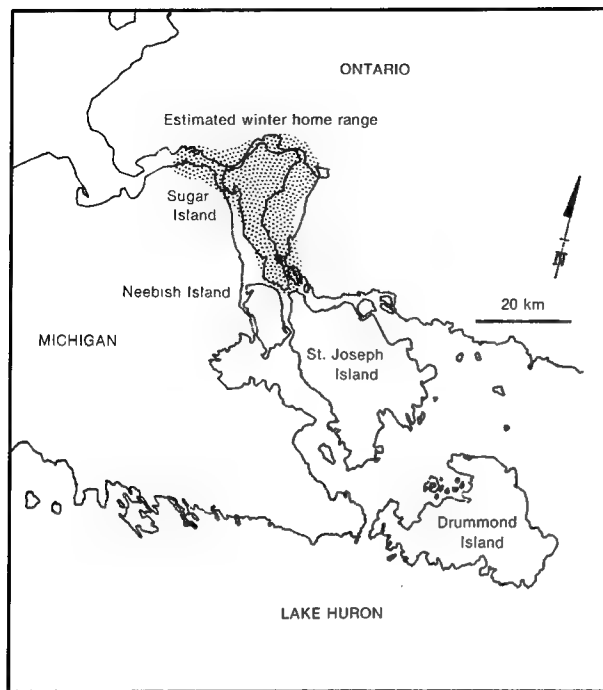 ONTARIO
Estimated winter home range
Sugar
Island
N
Neebish Island
20 km
MICHIGAN
St. Joseph
Island
Drummond
Island
LAKE HURON